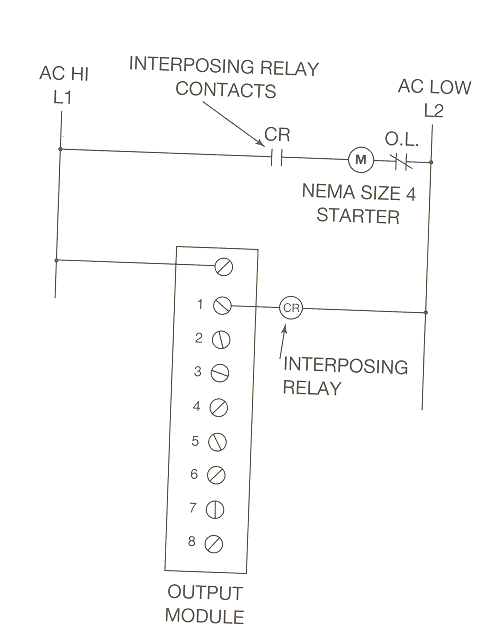 INTERPOSING RELAY
CONTACTS
AC HI
L1
AC LOW
L2
CR
O.L.
M
NEMA SIZE 4
STARTER
1
CR
2
3
INTERPOSING
RELAY
4
5
6
7
8
OUTPUT
MODULE